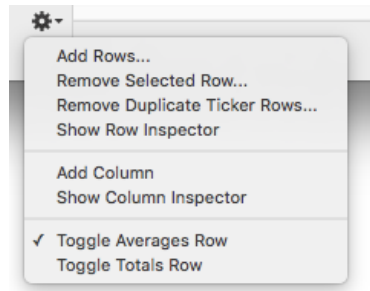 Add Rows...
Remove Selected Row...
Remove Duplicate Ticker Rows...
Show Row Inspector
Add Column
Show Column Inspector
✓ Toggle Averages Row
Toggle Totals Row